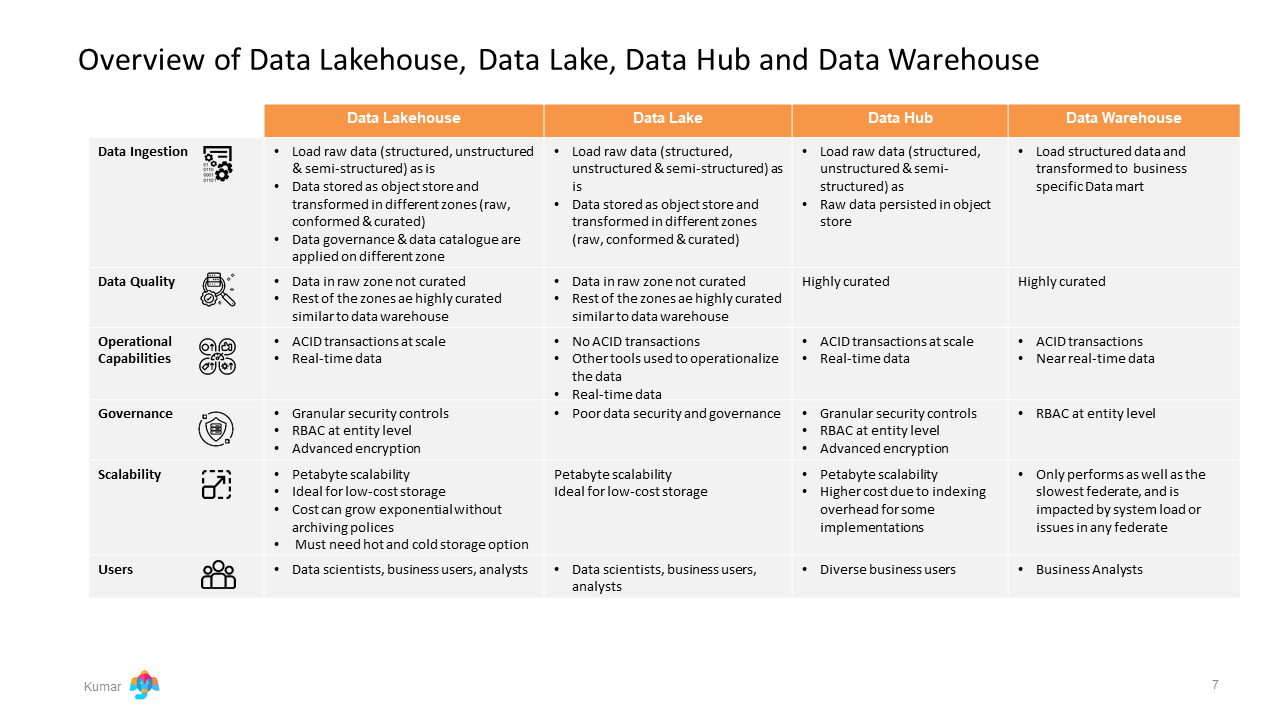 Overview of Data Lakehouse, Data Lake, Data Hub and Data Warehouse
Data Lakehouse
Data Lake
Data Hub
Data Warehouse
Data Ingestion
• Load raw data (structured, unstructured
& semi-structured) as is
• Data stored as object store and
transformed in different zones (raw,
conformed & curated)
• Data governance & data catalogue are
applied on different zone
• Load raw data (structured,
unstructured & semi-structured) as
is
• Data stored as object store and
transformed in different zones
(raw, conformed & curated)
• Load raw data (structured,
unstructured & semi-
structured) as
• Raw data persisted in object
store
• Load structured data and
transformed to business
specific Data mart
Data Quality
• Data in raw zone not curated
• Rest of the zones ae highly curated
similar to data warehouse
• Data in raw zone not curated
• Rest of the zones ae highly curated
similar to data warehouse
Highly curated
Highly curated
Operational
Capabilities
• ACID transactions at scale
• Real-time data
• No ACID transactions
• Other tools used to operationalize
the data
• Real-time data
• ACID transactions at scale
• Real-time data
• ACID transactions
• Near real-time data
Governance
• Granular security controls
• RBAC at entity level
• Advanced encryption
• Poor data security and governance
• Granular security controls
• RBAC at entity level
• Advanced encryption
• RBAC at entity level
Scalability
• Petabyte scalability
• Ideal for low-cost storage
• Cost can grow exponential without
archiving polices
• Must need hot and cold storage option
Petabyte scalability
Ideal for low-cost storage
• Petabyte scalability
• Higher cost due to indexing
overhead for some
implementations
• Only performs as well as the
slowest federate, and is
impacted by system load or
issues in any federate
Users
• Data scientists, business users, analysts
• Data scientists, business users,
analysts
• Diverse business users
• Business Analysts
Kumar
7